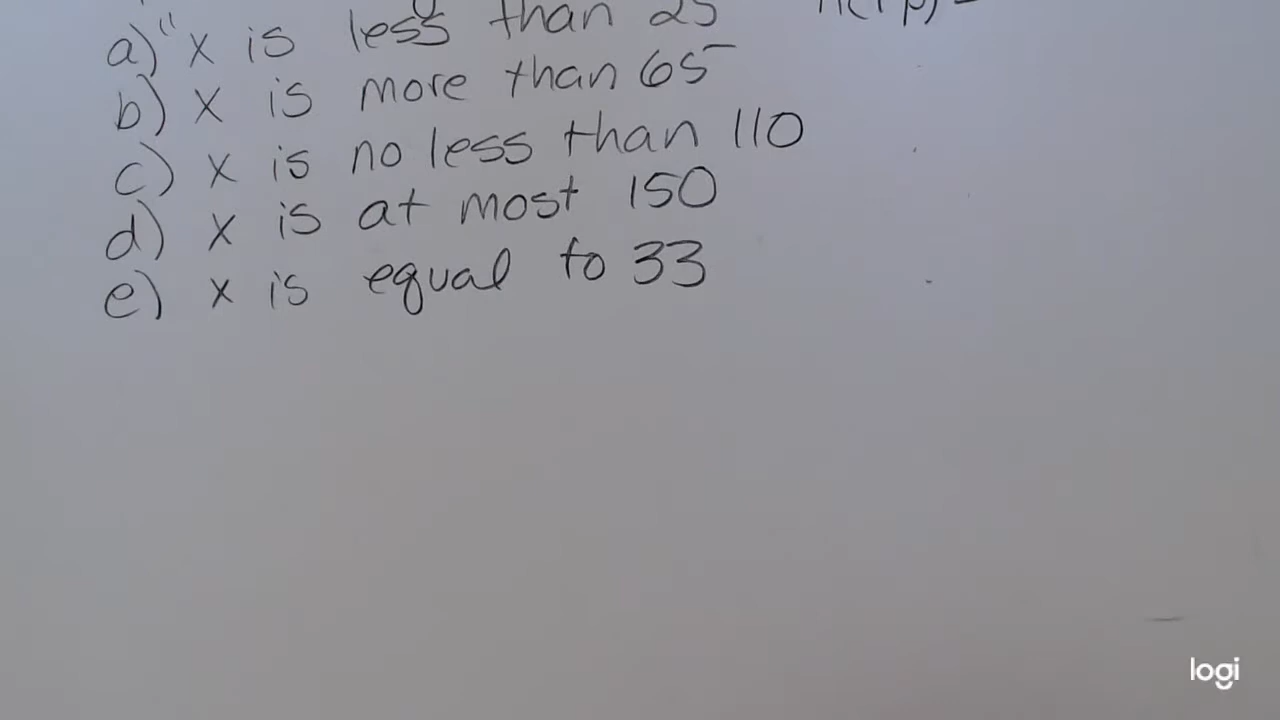 a) "x is less than 25
b) x is more than 65
c) x is no less than 110
d) x is at most 150
e) x is equal to 33
logi